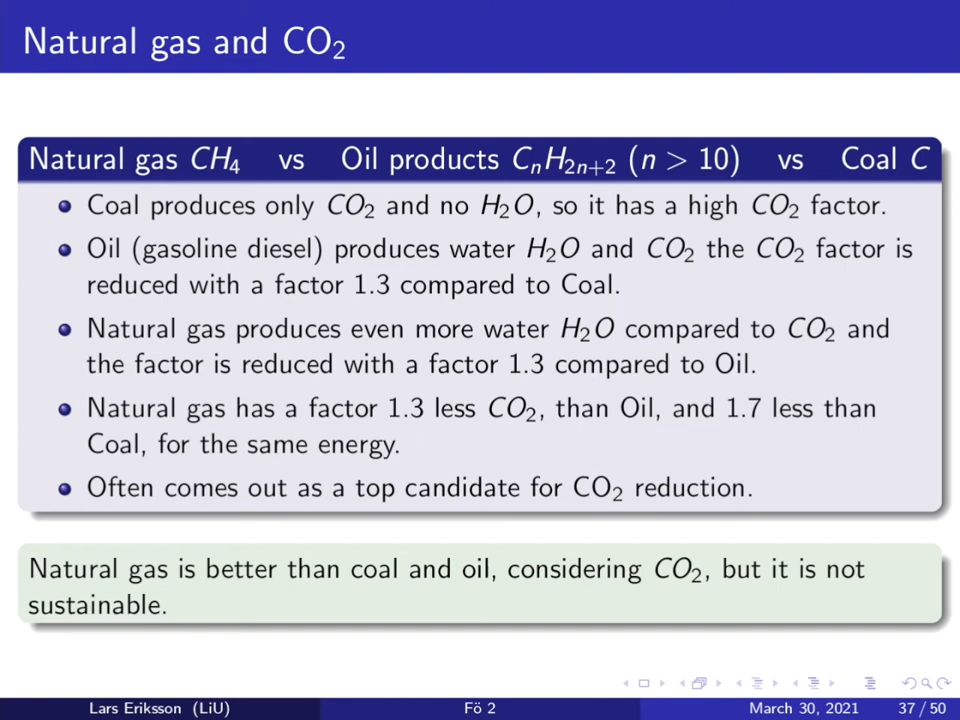 Natural gas and CO₂
Natural gas CH₄ vs Oil products CₙH₂ₙ₊₂ (n > 10) vs Coal C
Coal produces only CO₂ and no H₂O, so it has a high CO₂ factor.
Oil (gasoline diesel) produces water H₂O and CO₂ the CO₂ factor is
reduced with a factor 1.3 compared to Coal.
Natural gas produces even more water H₂O compared to CO₂ and
the factor is reduced with a factor 1.3 compared to Oil.
Natural gas has a factor 1.3 less CO₂, than Oil, and 1.7 less than
Coal, for the same energy.
Often comes out as a top candidate for CO₂ reduction.
Natural gas is better than coal and oil, considering CO₂, but it is not
sustainable.
Lars Eriksson (LiU) Fö 2 March 30, 2021 37 / 50